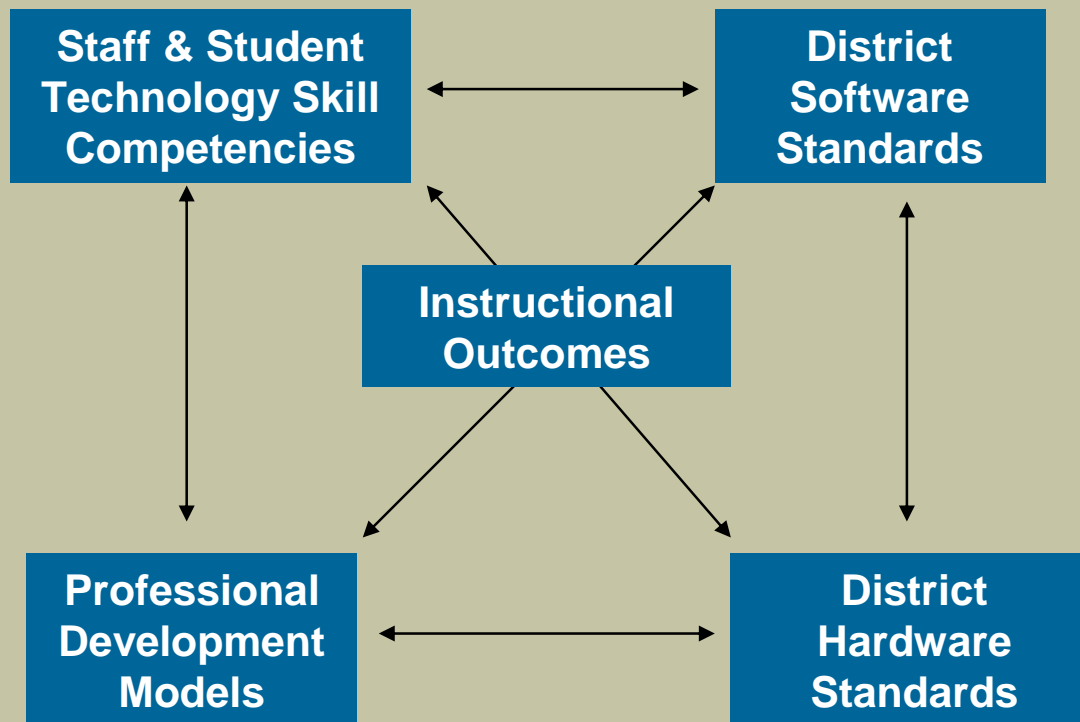 Staff & Student
Technology Skill
Competencies
District
Software
Standards
Instructional
Outcomes
Professional
Development
Models
District
Hardware
Standards